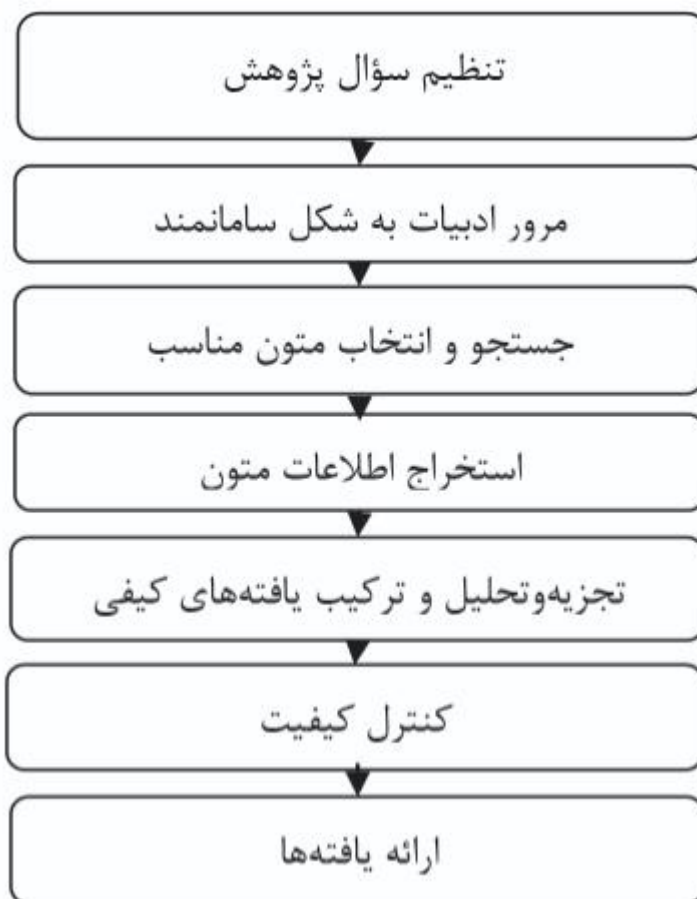 تنظیم سؤال پژوهش
مرور ادبیات به شکل سامانمند
جستجو و انتخاب متون مناسب
استخراج اطلاعات متون
تجزیه‌وتحلیل و ترکیب یافته‌های کیفی
کنترل کیفیت
ارائه یافته‌ها